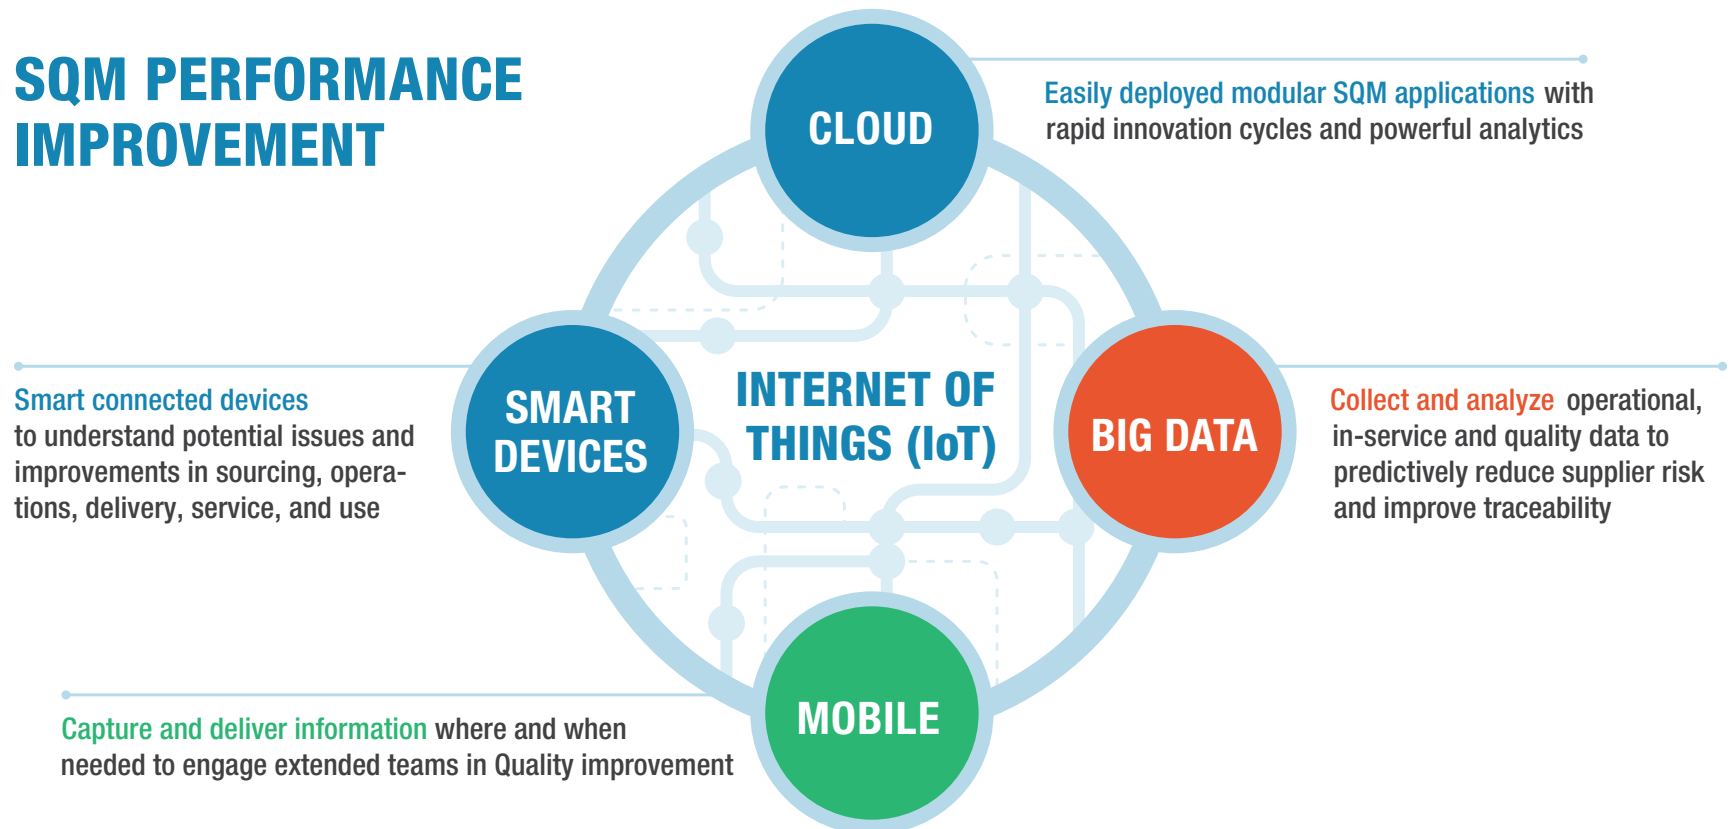 SQM PERFORMANCE
IMPROVEMENT
CLOUD
Easily deployed modular SQM applications with
rapid innovation cycles and powerful analytics
SMART
DEVICES
Smart connected devices
to understand potential issues and
improvements in sourcing, opera-
tions, delivery, service, and use
INTERNET OF
THINGS (IoT)
BIG DATA
Collect and analyze operational,
in-service and quality data to
predictively reduce supplier risk
and improve traceability
MOBILE
Capture and deliver information where and when
needed to engage extended teams in Quality improvement